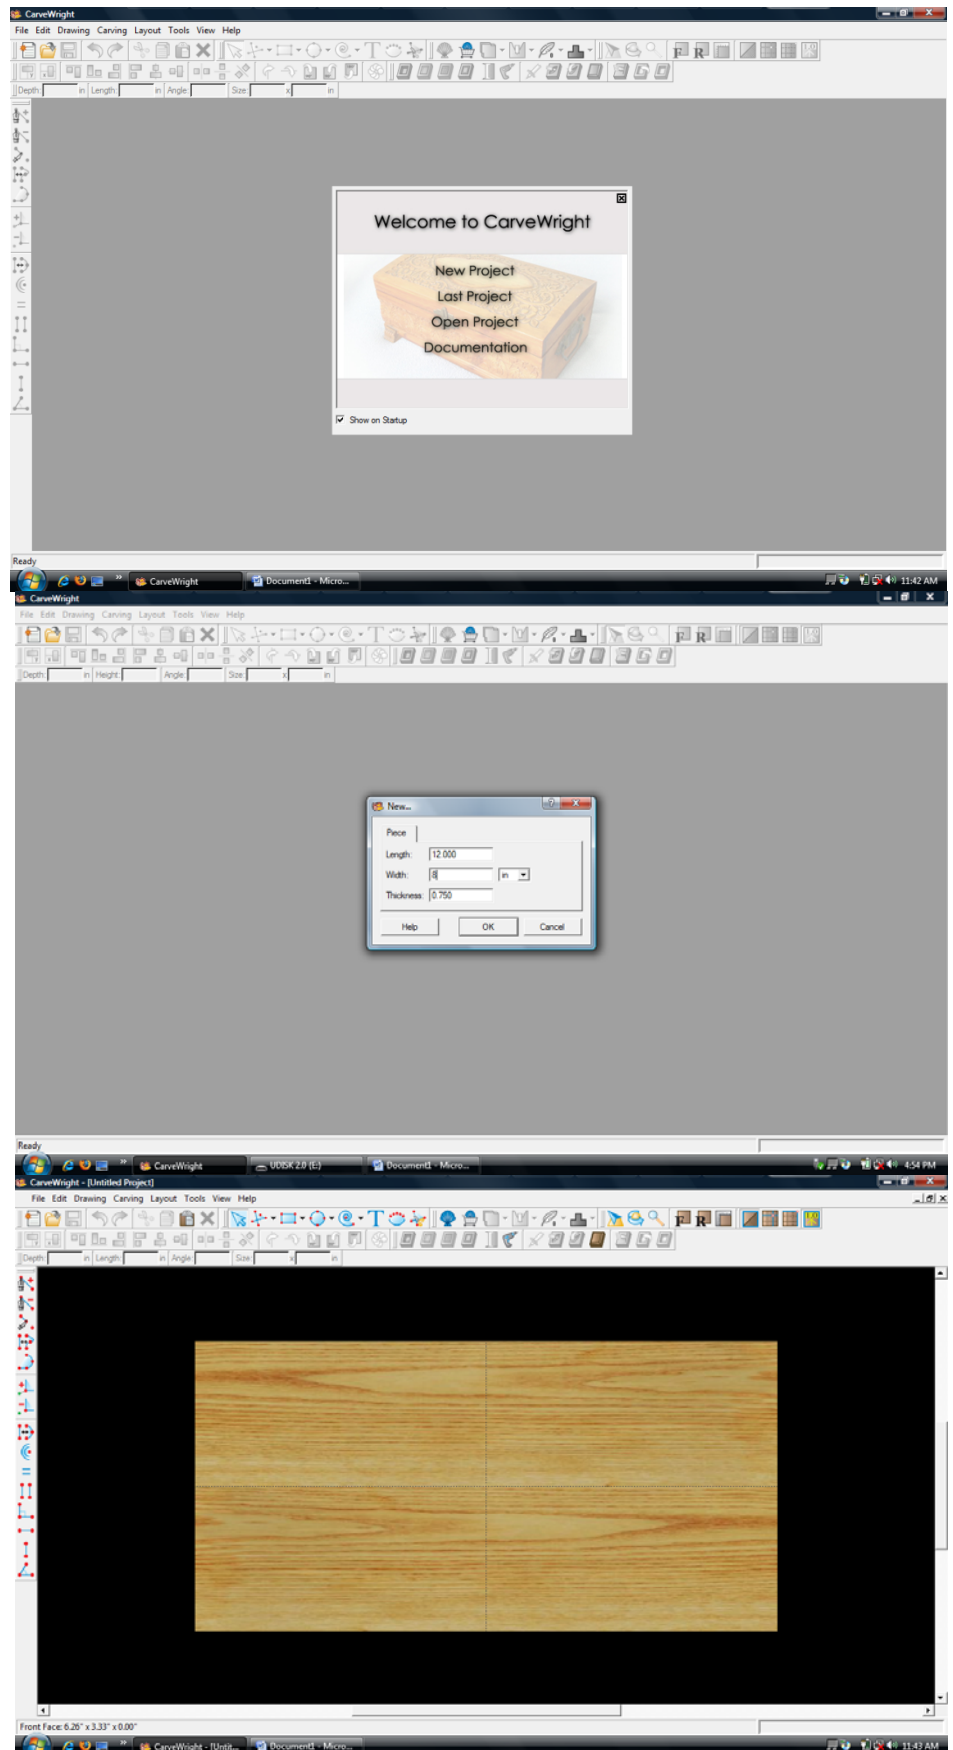 CarveWright
File Edit Drawing Carving Layout Tools View Help
Depth: in Length: in Angle: Size: x in
Welcome to CarveWright
New Project
Last Project
Open Project
Documentation
Show on Startup
Ready
CarveWright Document1 - Micro... 11:42 AM
CarveWright
File Edit Drawing Carving Layout Tools View Help
Depth: in Height: in Angle: Size: x in
New...
Piece
Length: 12.000
Width: 8 in
Thickness: 0.750
Help OK Cancel
Ready
CarveWright UDISK 2.0 (E:) Document1 - Micro... 4:54 PM
CarveWright - [Untitled Project]
File Edit Drawing Carving Layout Tools View Help
Depth: in Length: in Angle: Size: x in
Front Face: 6.26" x 3.33" x 0.00"
CarveWright - [Untit... Document1 - Micro... 11:43 AM